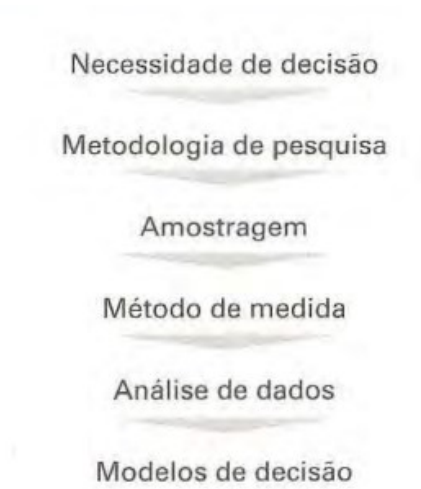 Necessidade de decisão
Metodologia de pesquisa
Amostragem
Método de medida
Análise de dados
Modelos de decisão